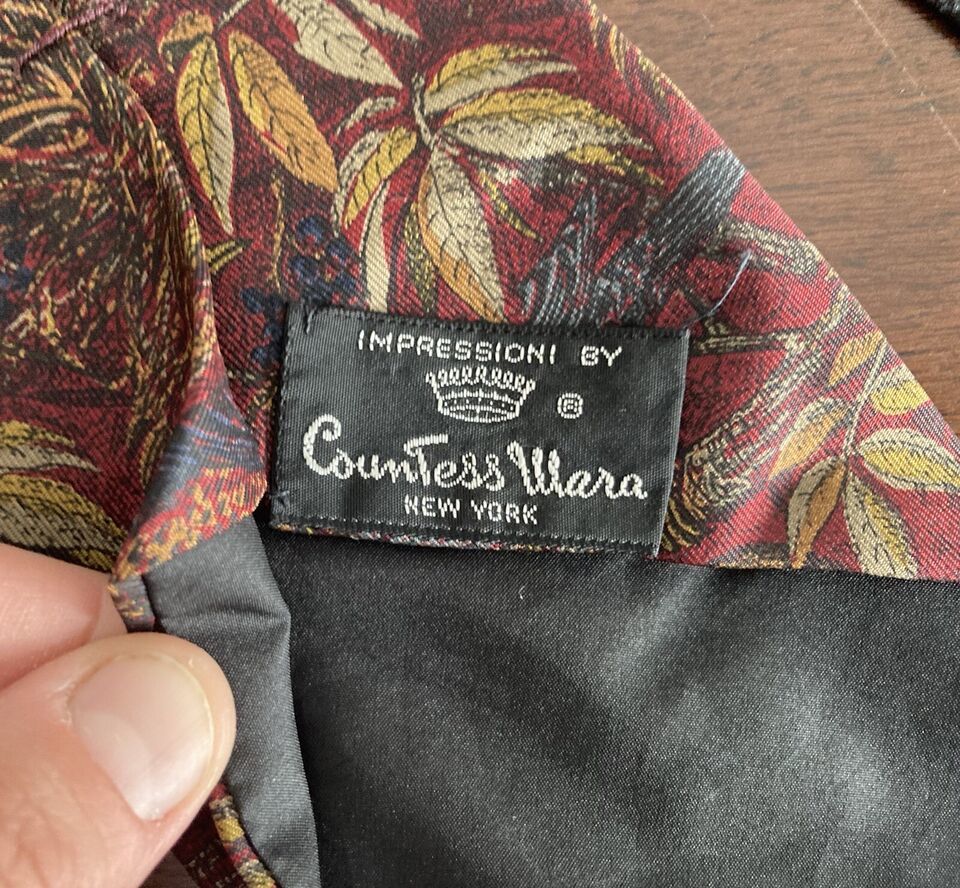 IMPRESSIONI BY
®
Countess Mara
NEW YORK